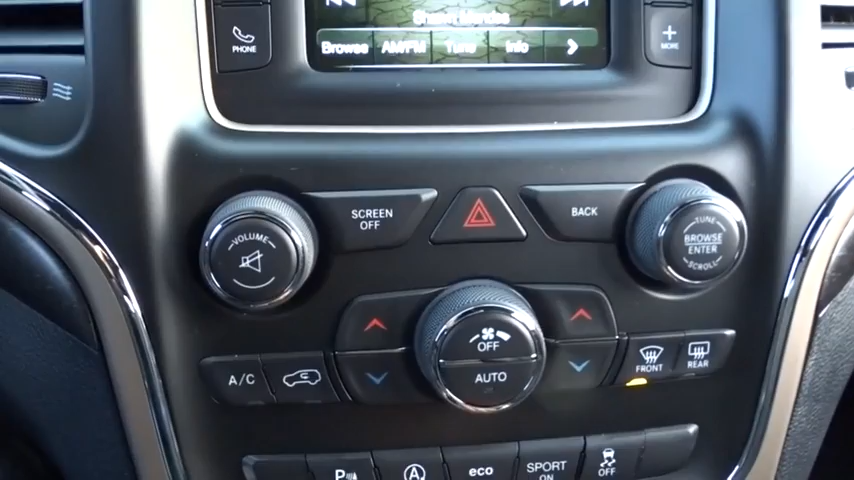 PHONE
Browse AM/FM Tune Info
MORE
SCREEN
OFF
BACK
VOLUME
TUNE
BROWSE
ENTER
SCROLL
OFF
AUTO
A/C
FRONT
REAR
P
A
eco
SPORT
ON
OFF